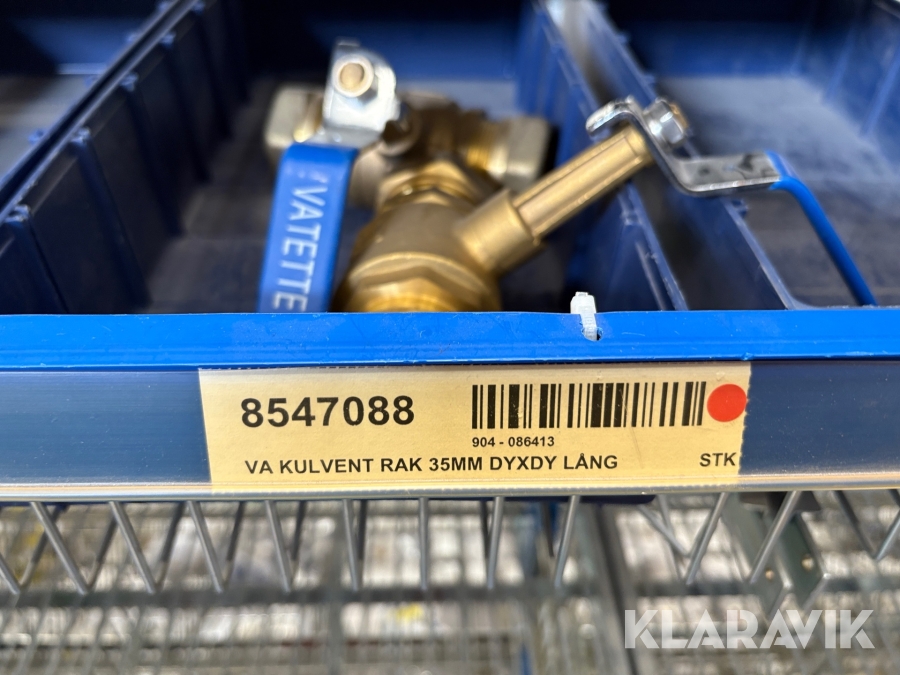 VATETTE
8547088
904 - 086413
VA KULVENT RAK 35MM DYXDY LÅNG STK
KLARAVIK